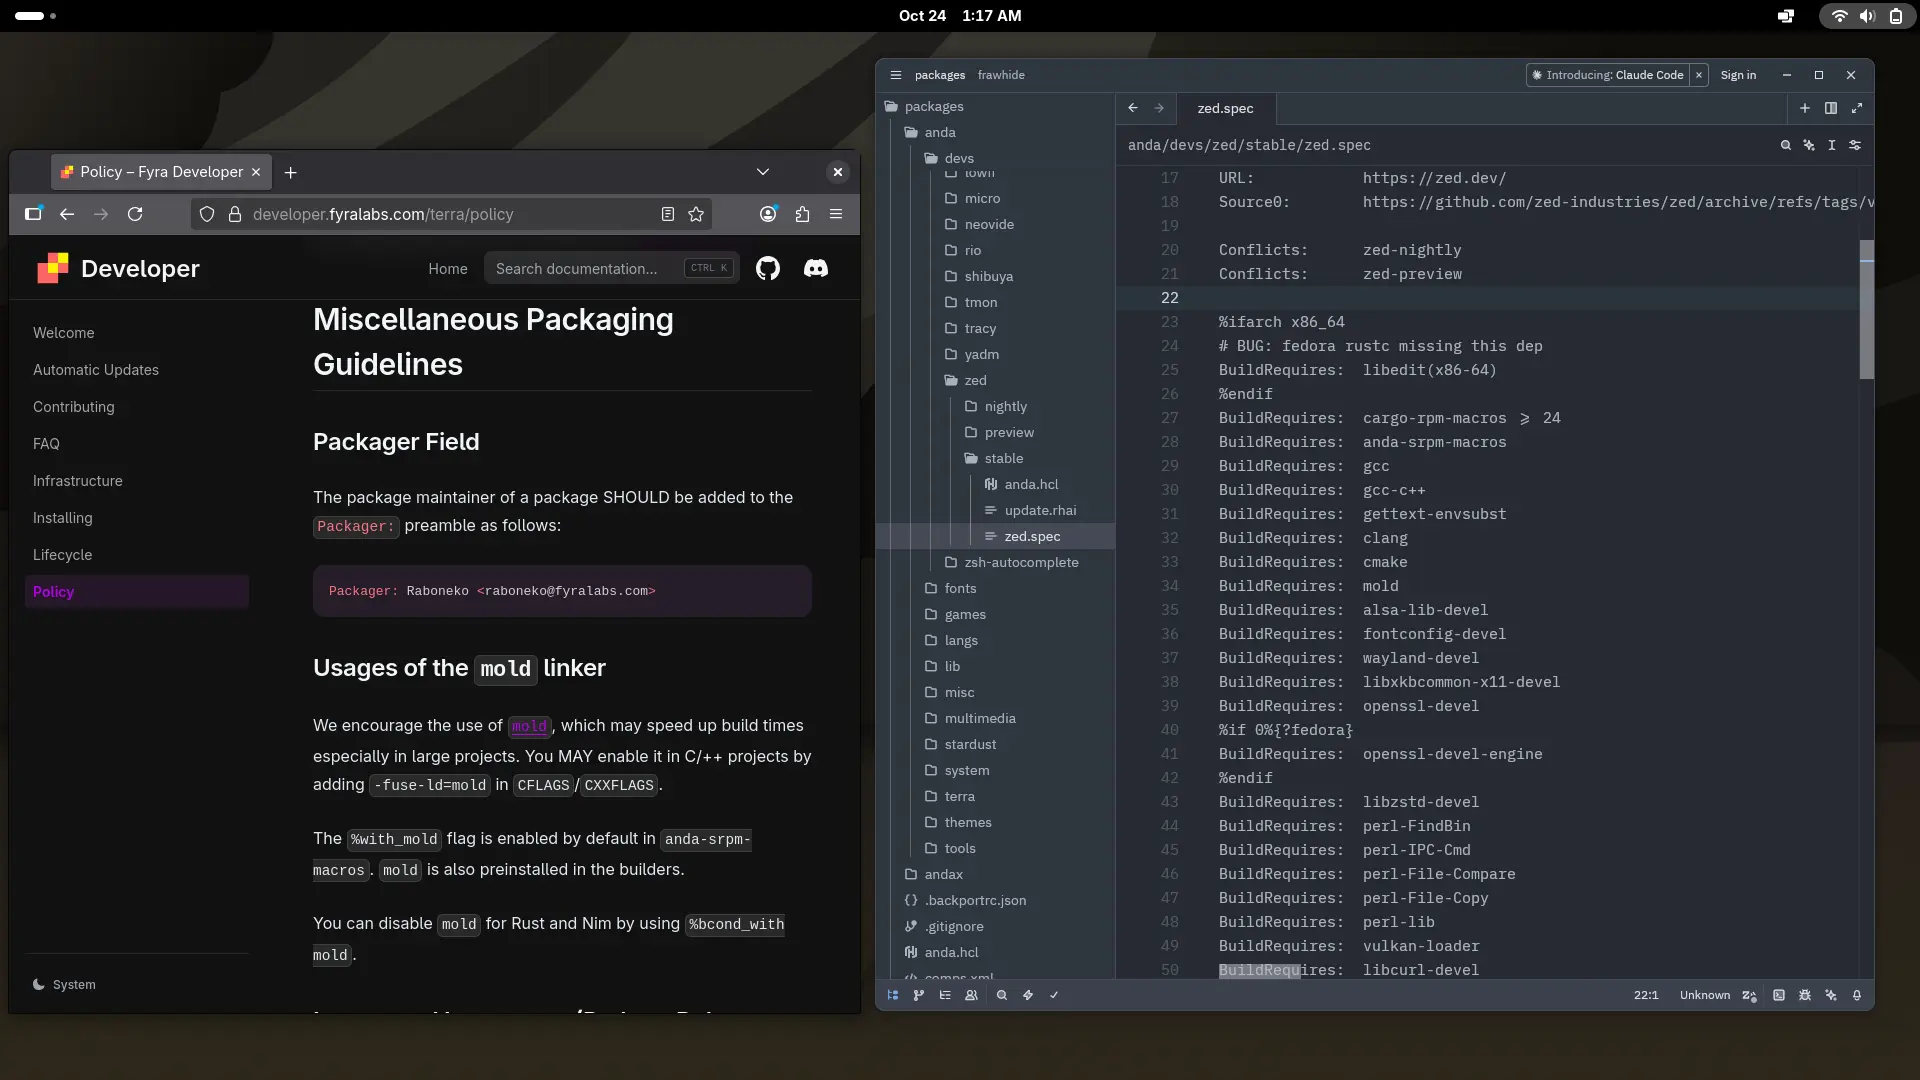 Oct 24 1:17 AM
Policy – Fyra Developer
developer.fyralabs.com/terra/policy
Developer
Home
Search documentation...
CTRL K
Welcome
Automatic Updates
Contributing
FAQ
Infrastructure
Installing
Lifecycle
Policy
System
Miscellaneous Packaging
Guidelines
Packager Field
The package maintainer of a package SHOULD be added to the
Packager: preamble as follows:
Packager: Raboneko <raboneko@fyralabs.com>
Usages of the mold linker
We encourage the use of mold, which may speed up build times
especially in large projects. You MAY enable it in C/++ projects by
adding -fuse-ld=mold in CFLAGS/CXXFLAGS.
The %with_mold flag is enabled by default in anda-srpm-
macros. mold is also preinstalled in the builders.
You can disable mold for Rust and Nim by using %bcond_with
mold.
packages frawhide
Introducing: Claude Code
Sign in
packages
anda
devs
micro
neovide
rio
shibuya
tmon
tracy
yadm
zed
nightly
preview
stable
anda.hcl
update.rhai
zed.spec
zsh-autocomplete
fonts
games
langs
lib
misc
multimedia
stardust
system
terra
themes
tools
andax
.backportrc.json
.gitignore
anda.hcl
comps.xml
zed.spec
anda/devs/zed/stable/zed.spec
17 URL: https://zed.dev/
18 Source0: https://github.com/zed-industries/zed/archive/refs/tags/v
19
20 Conflicts: zed-nightly
21 Conflicts: zed-preview
22
23 %ifarch x86_64
24 # BUG: fedora rustc missing this dep
25 BuildRequires: libedit(x86-64)
26 %endif
27 BuildRequires: cargo-rpm-macros >= 24
28 BuildRequires: anda-srpm-macros
29 BuildRequires: gcc
30 BuildRequires: gcc-c++
31 BuildRequires: gettext-envsubst
32 BuildRequires: clang
33 BuildRequires: cmake
34 BuildRequires: mold
35 BuildRequires: alsa-lib-devel
36 BuildRequires: fontconfig-devel
37 BuildRequires: wayland-devel
38 BuildRequires: libxkbcommon-x11-devel
39 BuildRequires: openssl-devel
40 %if 0%{?fedora}
41 BuildRequires: openssl-devel-engine
42 %endif
43 BuildRequires: libzstd-devel
44 BuildRequires: perl-FindBin
45 BuildRequires: perl-IPC-Cmd
46 BuildRequires: perl-File-Compare
47 BuildRequires: perl-File-Copy
48 BuildRequires: perl-lib
49 BuildRequires: vulkan-loader
50 BuildRequires: libcurl-devel
22:1 Unknown